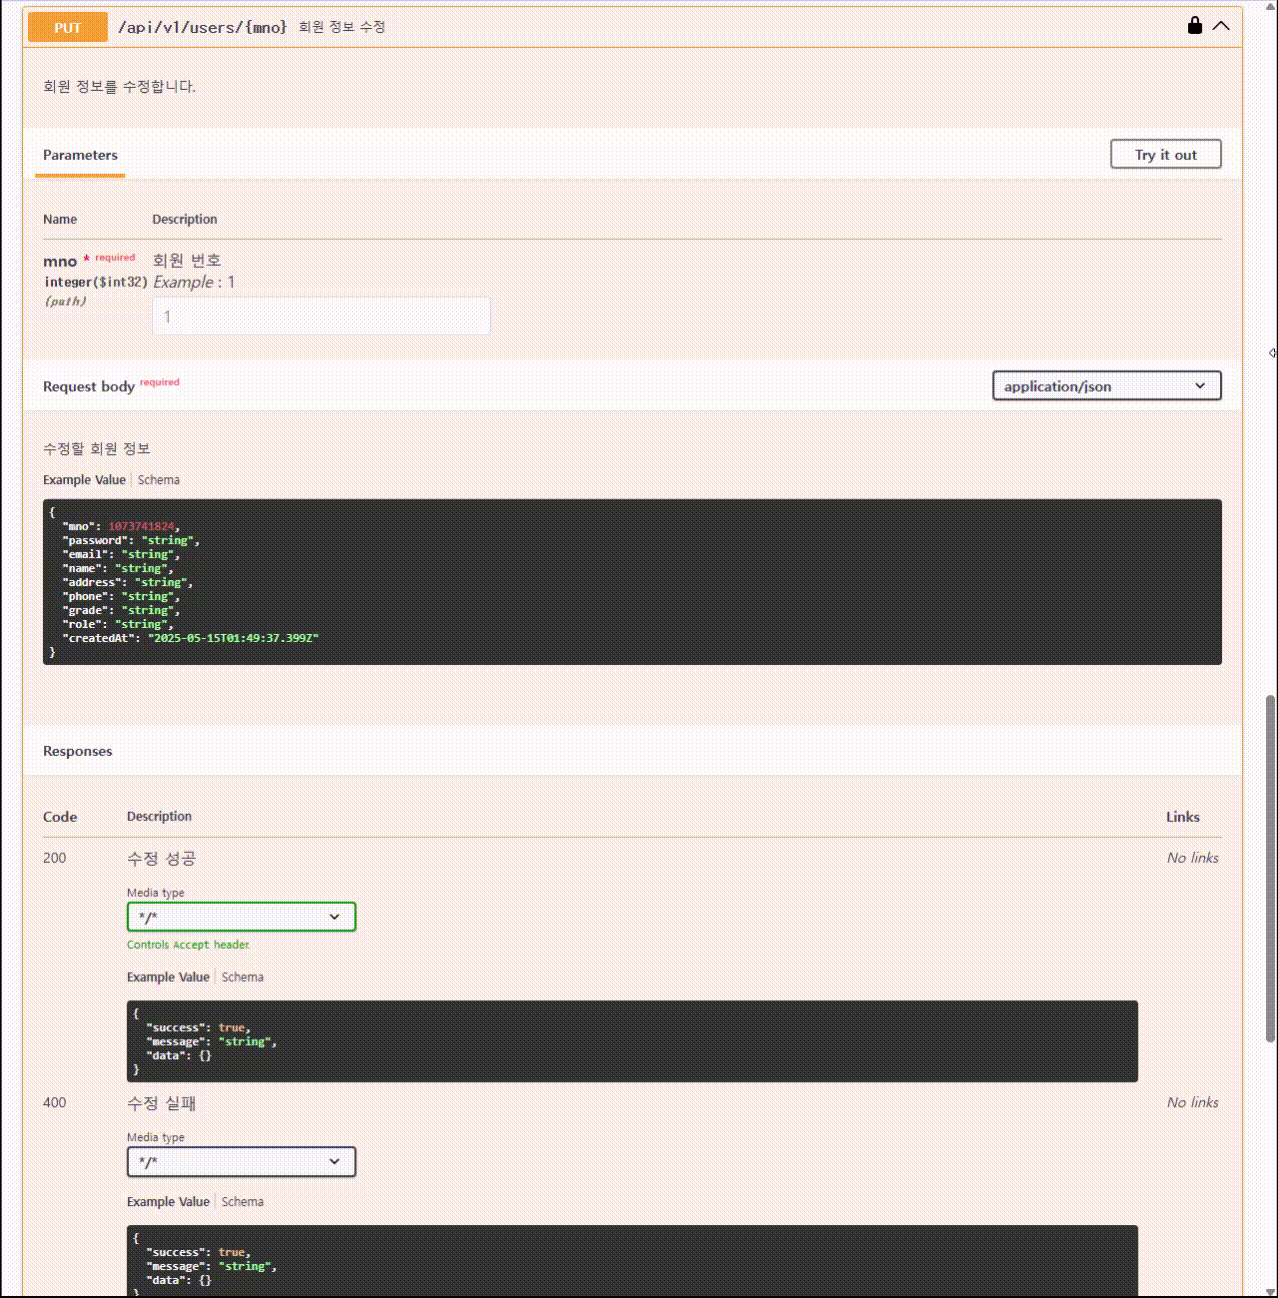 PUT /api/v1/users/{mno} 회원 정보 수정
회원 정보를 수정합니다.
Parameters
Try it out
Name Description
mno * required 회원 번호
integer($int32) Example : 1
(path)
1
Request body required
application/json
수정할 회원 정보
Example Value Schema
{
"mno": 1073741824,
"password": "string",
"email": "string",
"name": "string",
"address": "string",
"phone": "string",
"grade": "string",
"role": "string",
"createdAt": "2025-05-15T01:49:37.399Z"
}
Responses
Code Description Links
200 수정 성공 No links
Media type
*/*
Controls Accept header.
Example Value Schema
{
"success": true,
"message": "string",
"data": {}
}
400 수정 실패 No links
Media type
*/*
Example Value Schema
{
"success": true,
"message": "string",
"data": {}
}